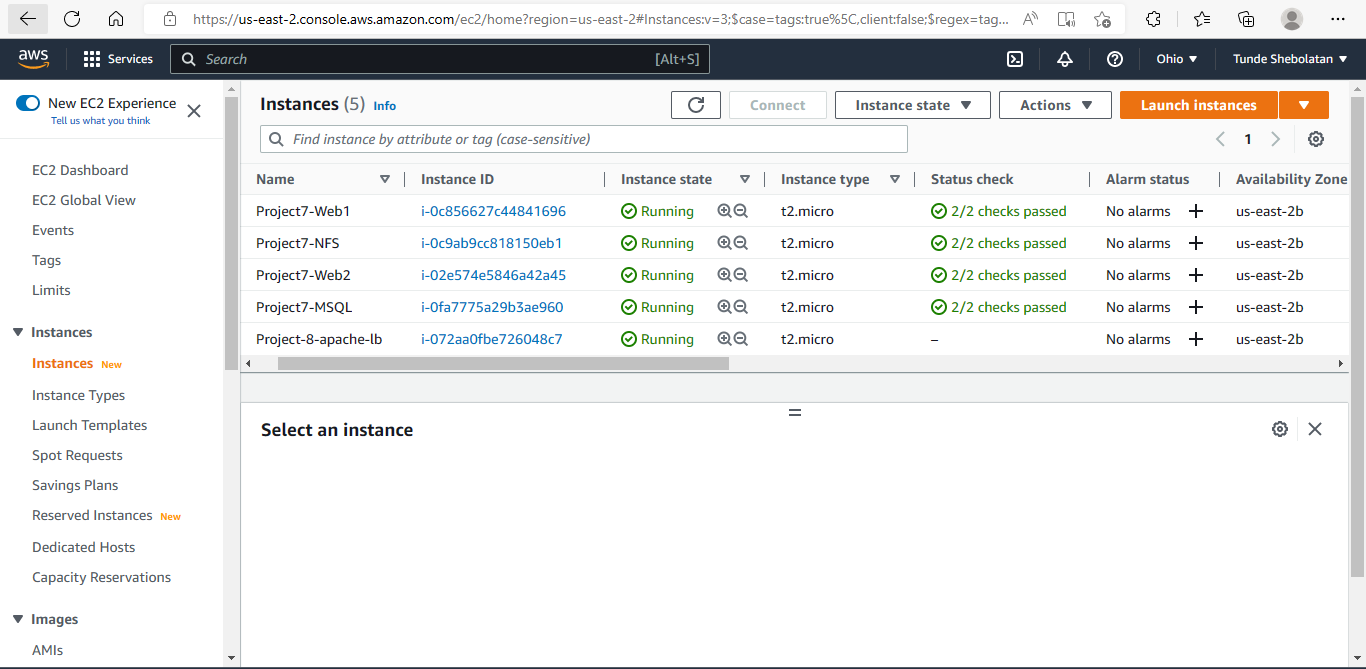 https://us-east-2.console.aws.amazon.com/ec2/home?region=us-east-2#Instances:v=3;$case=tags:true%5C,client:false;$regex=tag...
aws Services Search [Alt+S] Ohio Tunde Shebolatan
New EC2 Experience
Tell us what you think
EC2 Dashboard
EC2 Global View
Events
Tags
Limits
Instances
Instances New
Instance Types
Launch Templates
Spot Requests
Savings Plans
Reserved Instances New
Dedicated Hosts
Capacity Reservations
Images
AMIs
Instances (5) Info Connect Instance state Actions Launch instances
Find instance by attribute or tag (case-sensitive) 1
Name Instance ID Instance state Instance type Status check Alarm status Availability Zone
Project7-Web1 i-0c856627c44841696 Running t2.micro 2/2 checks passed No alarms us-east-2b
Project7-NFS i-0c9ab9cc818150eb1 Running t2.micro 2/2 checks passed No alarms us-east-2b
Project7-Web2 i-02e574e5846a42a45 Running t2.micro 2/2 checks passed No alarms us-east-2b
Project7-MSQL i-0fa7775a29b3ae960 Running t2.micro 2/2 checks passed No alarms us-east-2b
Project-8-apache-lb i-072aa0fbe726048c7 Running t2.micro – No alarms us-east-2b
Select an instance